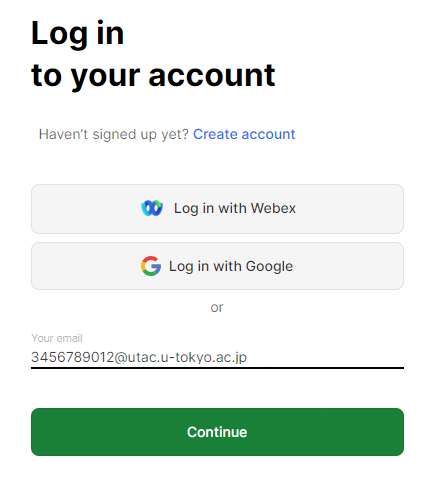 Log in
to your account
Haven't signed up yet? Create account
Log in with Webex
Log in with Google
or
Your email
3456789012@utac.u-tokyo.ac.jp
Continue